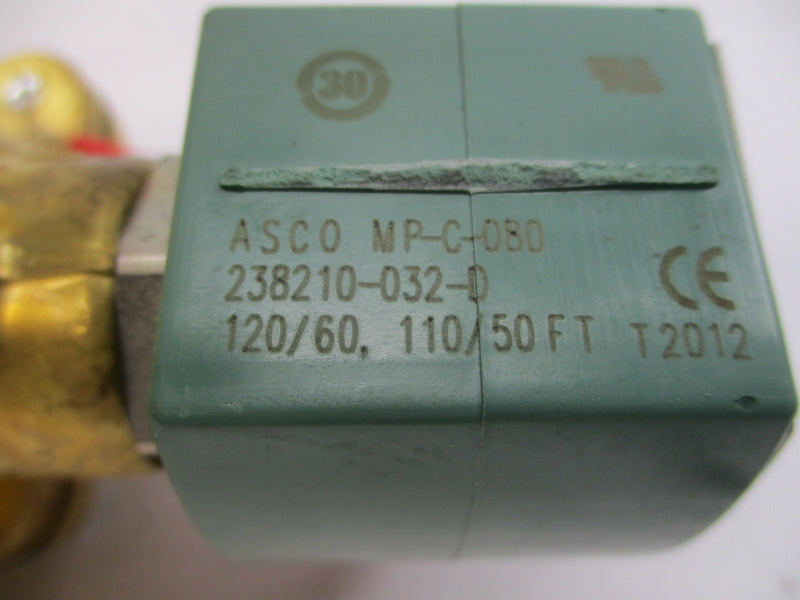 30
ASCO MP-C-080
238210-032-D
120/60, 110/50 FT T2012
CE